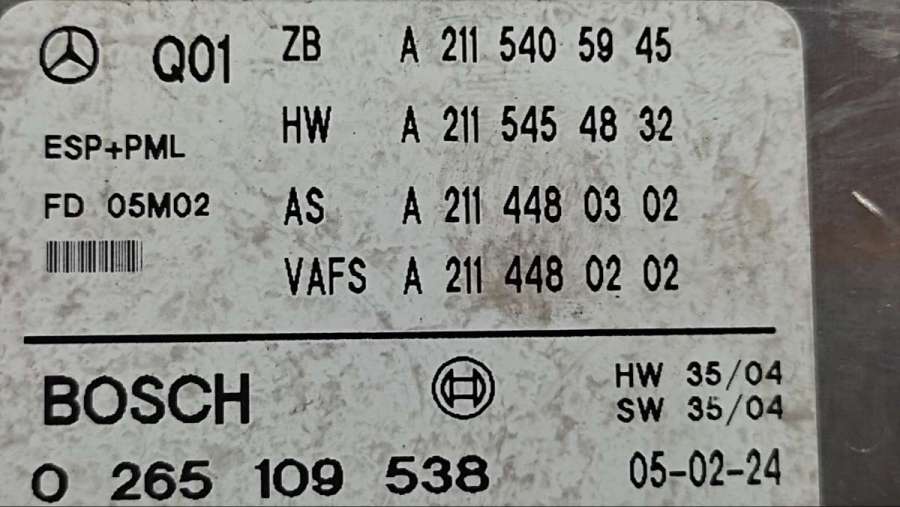 Q01 ZB A 211 540 59 45
HW A 211 545 48 32
ESP+PML
FD 05M02 AS A 211 448 03 02
VAFS A 211 448 02 02
BOSCH HW 35/04
SW 35/04
0 265 109 538 05-02-24